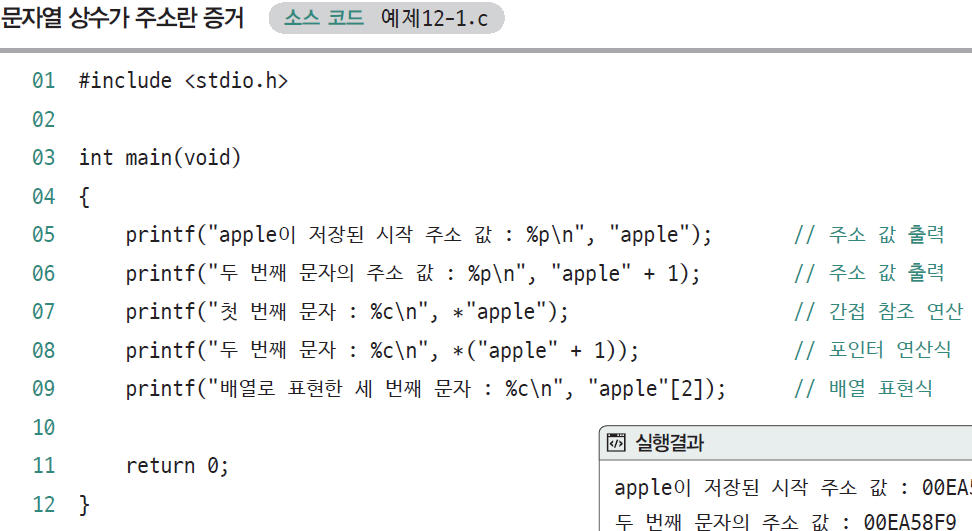 문자열 상수가 주소란 증거 소스 코드 예제12-1.c
01 #include <stdio.h>
02
03 int main(void)
04 {
05     printf("apple이 저장된 시작 주소 값 : %p\n", "apple");       // 주소 값 출력
06     printf("두 번째 문자의 주소 값 : %p\n", "apple" + 1);        // 주소 값 출력
07     printf("첫 번째 문자 : %c\n", *"apple");                    // 간접 참조 연산
08     printf("두 번째 문자 : %c\n", *("apple" + 1));              // 포인터 연산식
09     printf("배열로 표현한 세 번째 문자 : %c\n", "apple"[2]);      // 배열 표현식
10
11     return 0;
12 }
실행결과
apple이 저장된 시작 주소 값 : 00EA5
두 번째 문자의 주소 값 : 00EA58F9